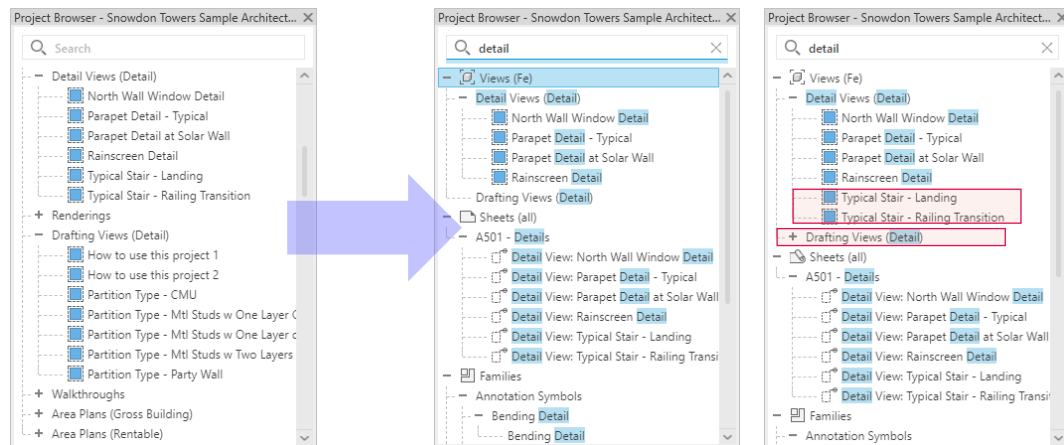 Project Browser - Snowdon Towers Sample Architect...
Search
Detail Views (Detail)
North Wall Window Detail
Parapet Detail - Typical
Parapet Detail at Solar Wall
Rainscreen Detail
Typical Stair - Landing
Typical Stair - Railing Transition
Renderings
Drafting Views (Detail)
How to use this project 1
How to use this project 2
Partition Type - CMU
Partition Type - Mtl Studs w One Layer
Partition Type - Mtl Studs w One Layer
Partition Type - Mtl Studs w Two Layers
Partition Type - Party Wall
Walkthroughs
Area Plans (Gross Building)
Area Plans (Rentable)
Project Browser - Snowdon Towers Sample Architect...
detail
Views (Fe)
Detail Views (Detail)
North Wall Window Detail
Parapet Detail - Typical
Parapet Detail at Solar Wall
Rainscreen Detail
Drafting Views (Detail)
Sheets (all)
A501 - Details
Detail View: North Wall Window Detail
Detail View: Parapet Detail - Typical
Detail View: Parapet Detail at Solar Wall
Detail View: Rainscreen Detail
Detail View: Typical Stair - Landing
Detail View: Typical Stair - Railing Transi
Families
Annotation Symbols
Bending Detail
Bending Detail
Project Browser - Snowdon Towers Sample Architect...
detail
Views (Fe)
Detail Views (Detail)
North Wall Window Detail
Parapet Detail - Typical
Parapet Detail at Solar Wall
Rainscreen Detail
Typical Stair - Landing
Typical Stair - Railing Transition
Drafting Views (Detail)
Sheets (all)
A501 - Details
Detail View: North Wall Window Detail
Detail View: Parapet Detail - Typical
Detail View: Parapet Detail at Solar Wall
Detail View: Rainscreen Detail
Detail View: Typical Stair - Landing
Detail View: Typical Stair - Railing Transi
Families
Annotation Symbols